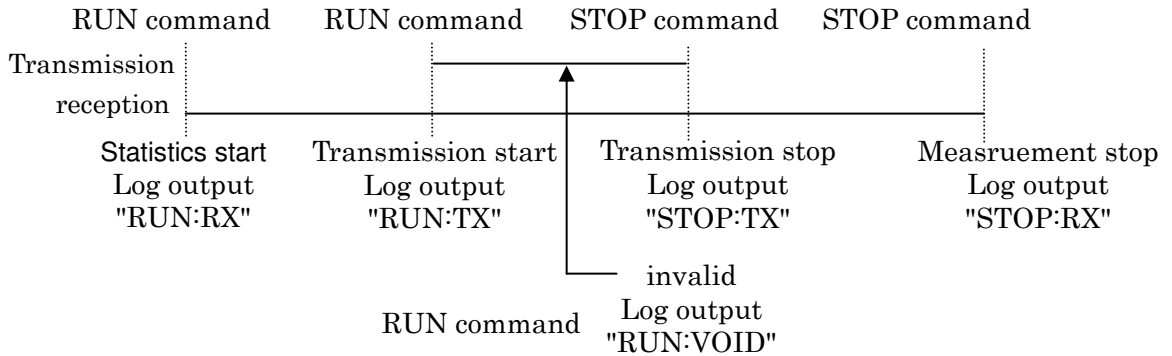 RUN command RUN command STOP command STOP command
Transmission
reception
Statistics start Transmission start Transmission stop Measruement stop
Log output Log output Log output Log output
"RUN:RX" "RUN:TX" "STOP:TX" "STOP:RX"
invalid
Log output
RUN command
"RUN:VOID"